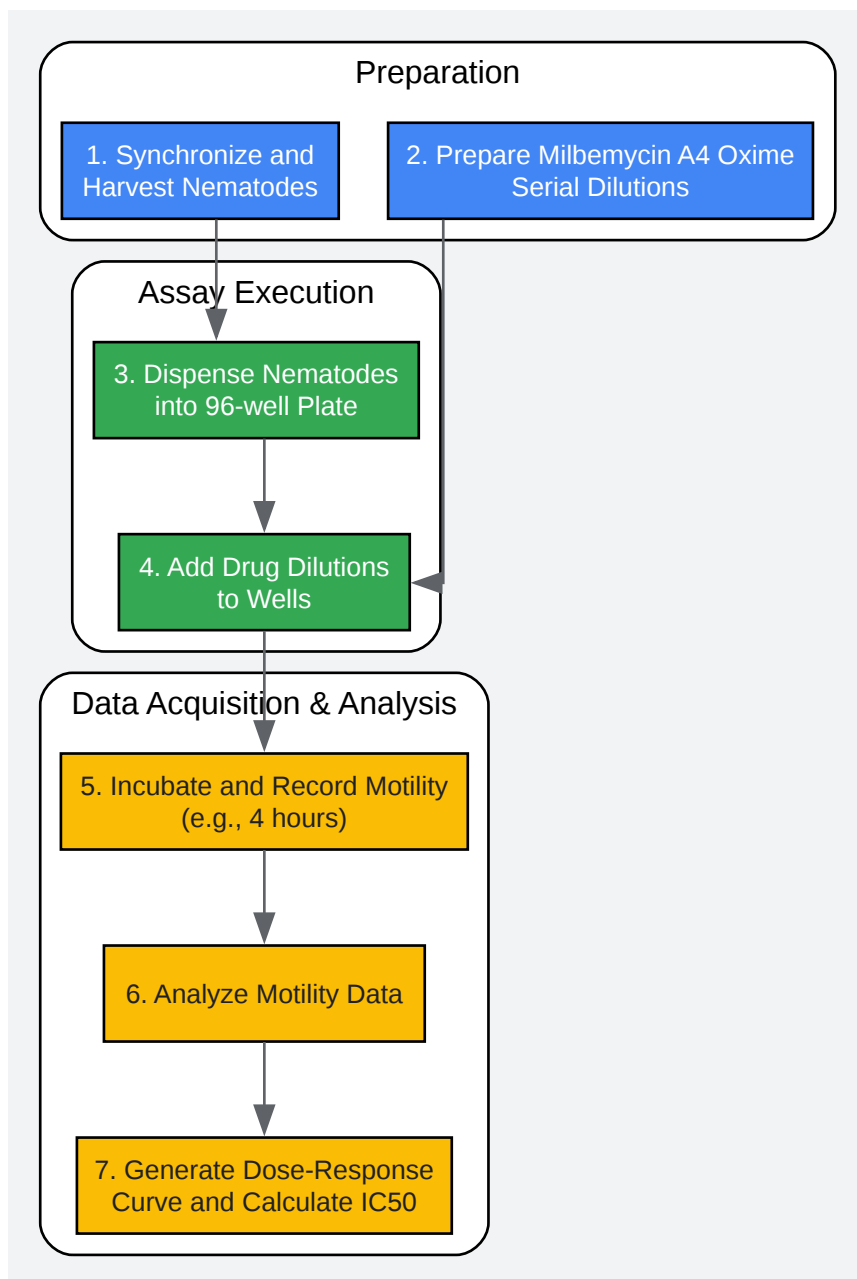 Preparation
1. Synchronize and
Harvest Nematodes
2. Prepare Milbemycin A4 Oxime
Serial Dilutions
Assay Execution
3. Dispense Nematodes
into 96-well Plate
4. Add Drug Dilutions
to Wells
Data Acquisition & Analysis
5. Incubate and Record Motility
(e.g., 4 hours)
6. Analyze Motility Data
7. Generate Dose-Response
Curve and Calculate IC50